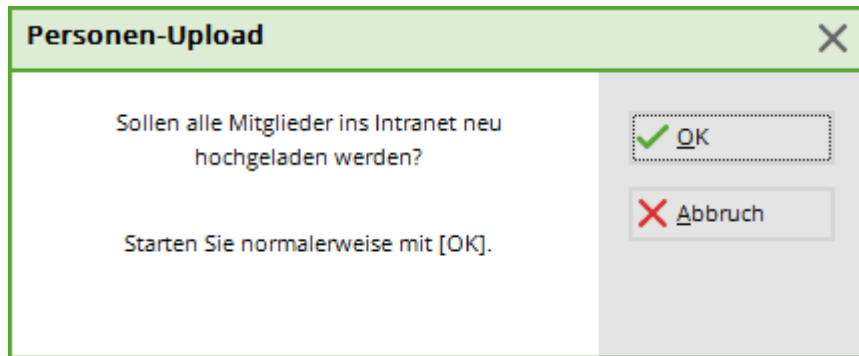 Personen-Upload
Sollen alle Mitglieder ins Intranet neu
hochgeladen werden?
Starten Sie normalerweise mit [OK].
OK
Abbruch